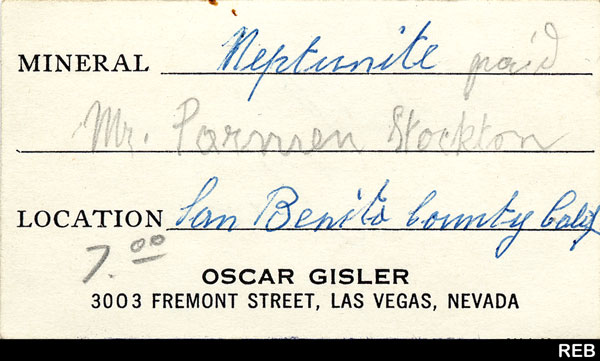 MINERAL Neptunite paid
Mr. Parmen Stockton
LOCATION San Benito County Calif
7.00
OSCAR GISLER
3003 FREMONT STREET, LAS VEGAS, NEVADA
REB